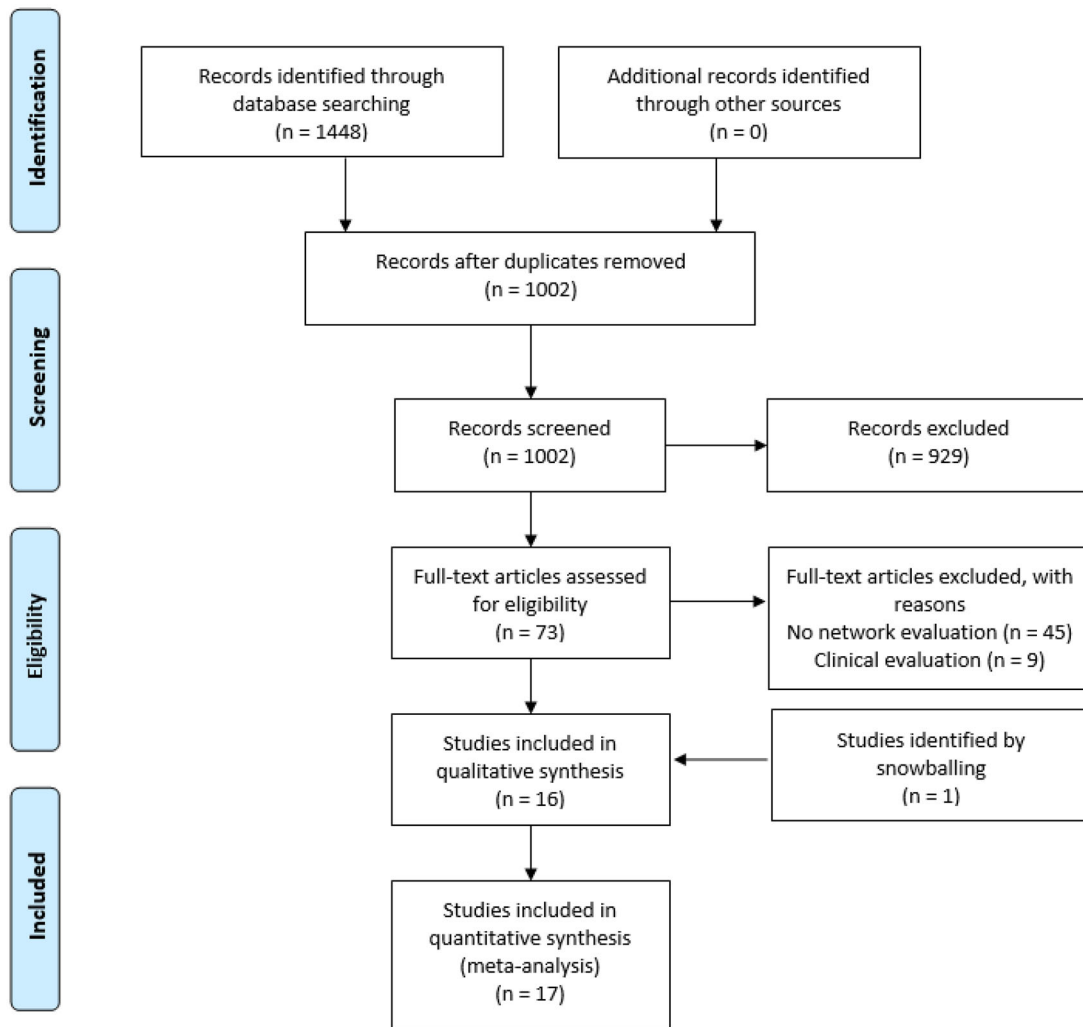 Identification
Records identified through
database searching
(n = 1448)
Additional records identified
through other sources
(n = 0)
Records after duplicates removed
(n = 1002)
Screening
Records screened
(n = 1002)
Records excluded
(n = 929)
Eligibility
Full-text articles assessed
for eligibility
(n = 73)
Full-text articles excluded, with
reasons
No network evaluation (n = 45)
Clinical evaluation (n = 9)
Studies included in
qualitative synthesis
(n = 16)
Studies identified by
snowballing
(n = 1)
Included
Studies included in
quantitative synthesis
(meta-analysis)
(n = 17)